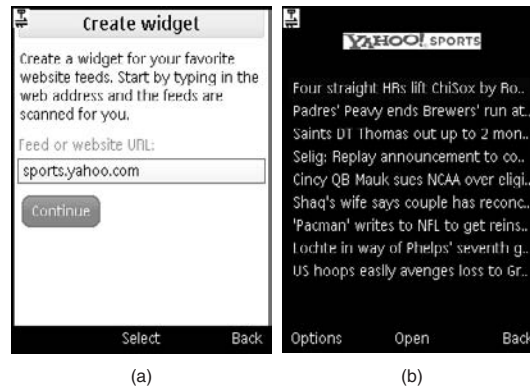 Create widget
Create a widget for your favorite
website feeds. Start by typing in the
web address and the feeds are
scanned for you.
Feed or website URL:
sports.yahoo.com
Continue
Select Back
(a)
YAHOO! SPORTS
Four straight HRs lift ChiSox by Ro..
Padres' Peavy ends Brewers' run at..
Saints DT Thomas out up to 2 mon..
Selig: Replay announcement to co..
Cincy QB Mauk sues NCAA over eligi..
Shaq's wife says couple has reconc..
'Pacman' writes to NFL to get reins..
Lochte in way of Phelps' seventh g..
US hoops easily avenges loss to Gr..
Options Open Back
(b)